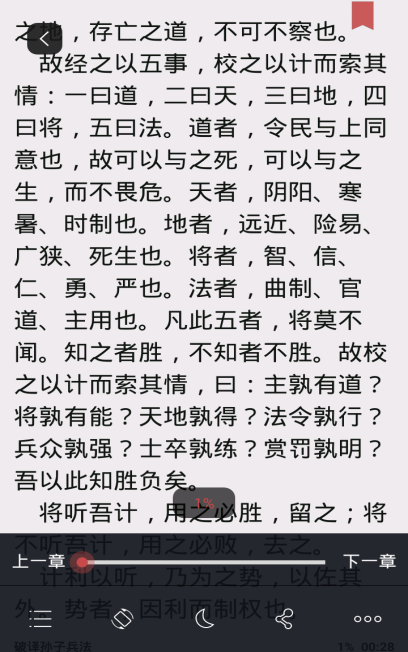 之地，存亡之道，不可不察也。
故经之以五事，校之以计而索其
情：一曰道，二曰天，三曰地，四
曰将，五曰法。道者，令民与上同
意也，故可以与之死，可以与之
生，而不畏危。天者，阴阳、寒
暑、时制也。地者，远近、险易、
广狭、死生也。将者，智、信、
仁、勇、严也。法者，曲制、官
道、主用也。凡此五者，将莫不
闻。知之者胜，不知者不胜。故校
之以计而索其情，曰：主孰有道？
将孰有能？天地孰得？法令孰行？
兵众孰强？士卒孰练？赏罚孰明？
吾以此知胜负矣。
1%
将听吾计，用之必胜，留之；将
不听吾计，用之必败，去之。
上一章
下一章
计利以听，乃为之势，以佐其
外。势者，因利而制权也。
破译孙子兵法
1% 00:28